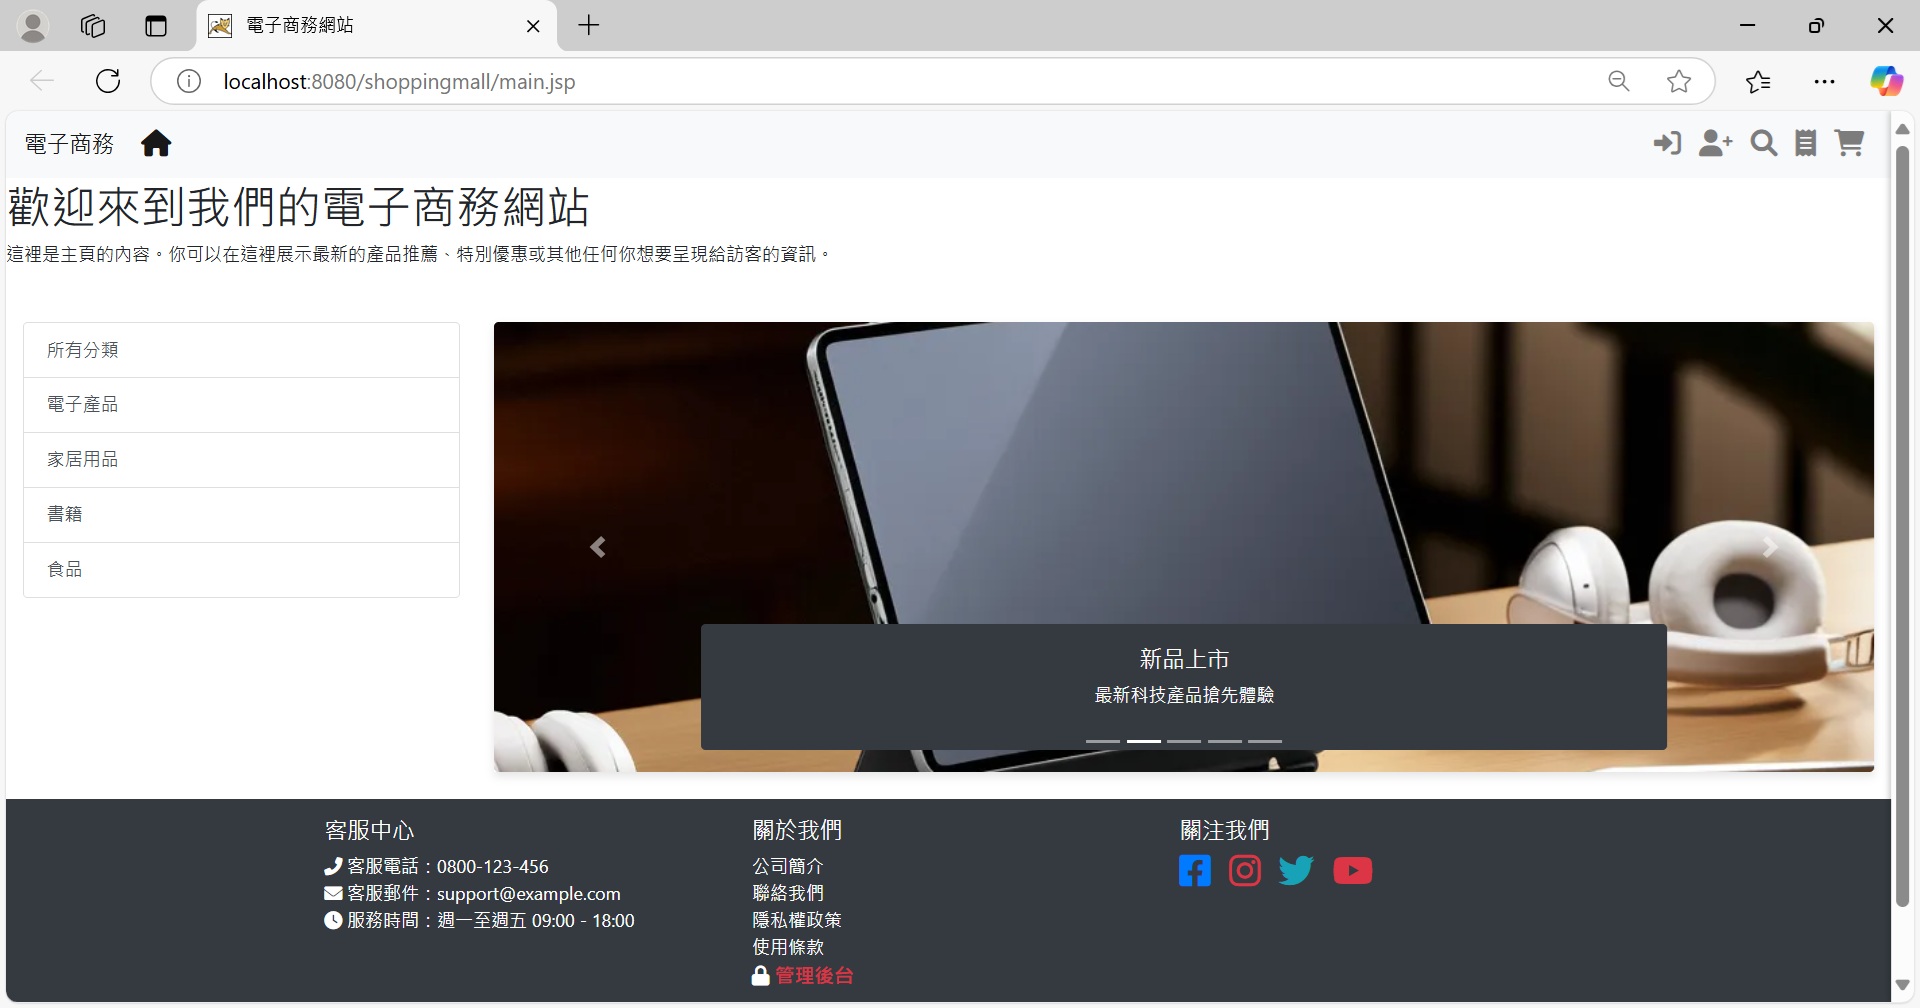 電子商務網站
localhost:8080/shoppingmall/main.jsp
電子商務
歡迎來到我們的電子商務網站
這裡是主頁的內容。你可以在這裡展示最新的產品推薦、特別優惠或其他任何你想要呈現給訪客的資訊。
所有分類
電子產品
家居用品
書籍
食品
新品上市
最新科技產品搶先體驗
客服中心
客服電話：0800-123-456
客服郵件：support@example.com
服務時間：週一至週五 09:00 - 18:00
關於我們
公司簡介
聯絡我們
隱私權政策
使用條款
管理後台
關注我們